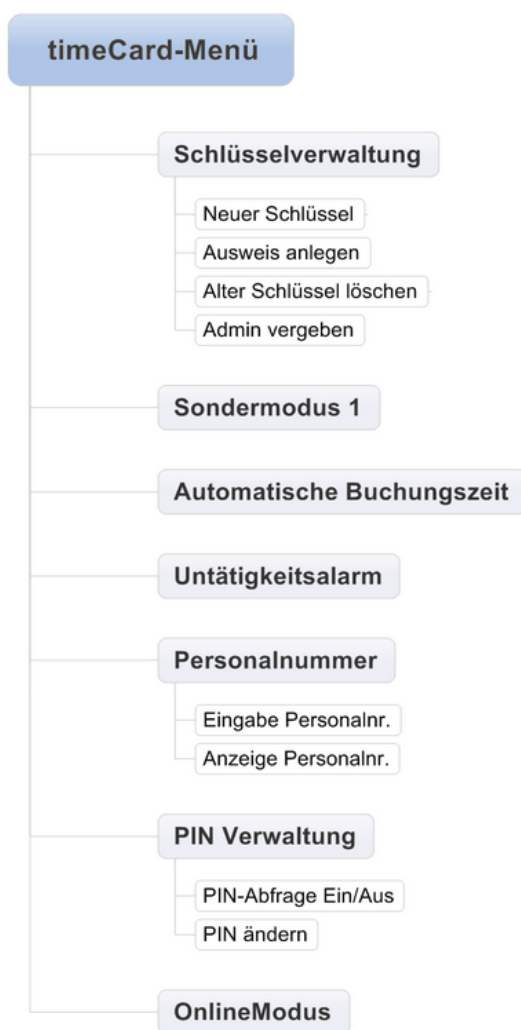 timeCard-Menü
Schlüsselverwaltung
Neuer Schlüssel
Ausweis anlegen
Alter Schlüssel löschen
Admin vergeben
Sondermodus 1
Automatische Buchungszeit
Untätigkeitsalarm
Personalnummer
Eingabe Personalnr.
Anzeige Personalnr.
PIN Verwaltung
PIN-Abfrage Ein/Aus
PIN ändern
OnlineModus